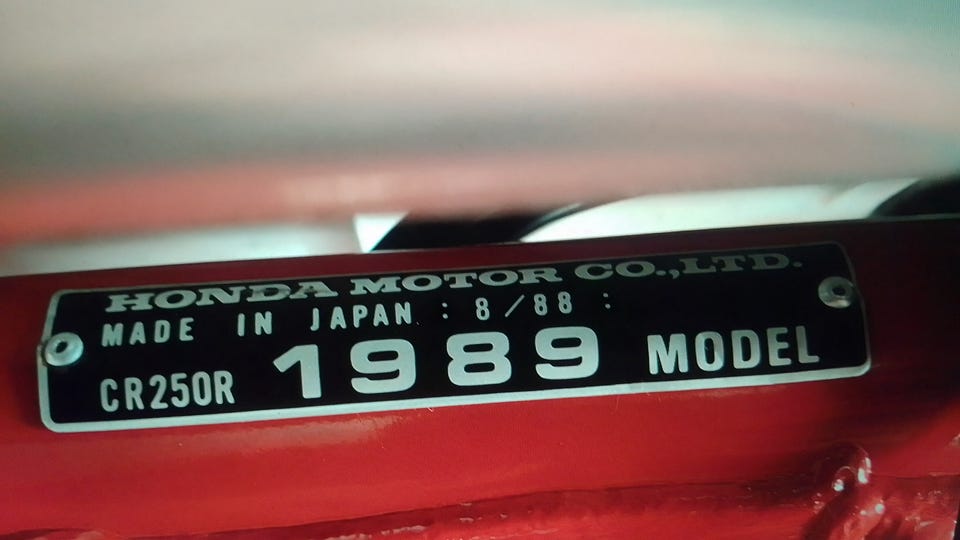 HONDA MOTOR CO.,LTD.
MADE IN JAPAN : 8/88 :
CR250R 1989 MODEL